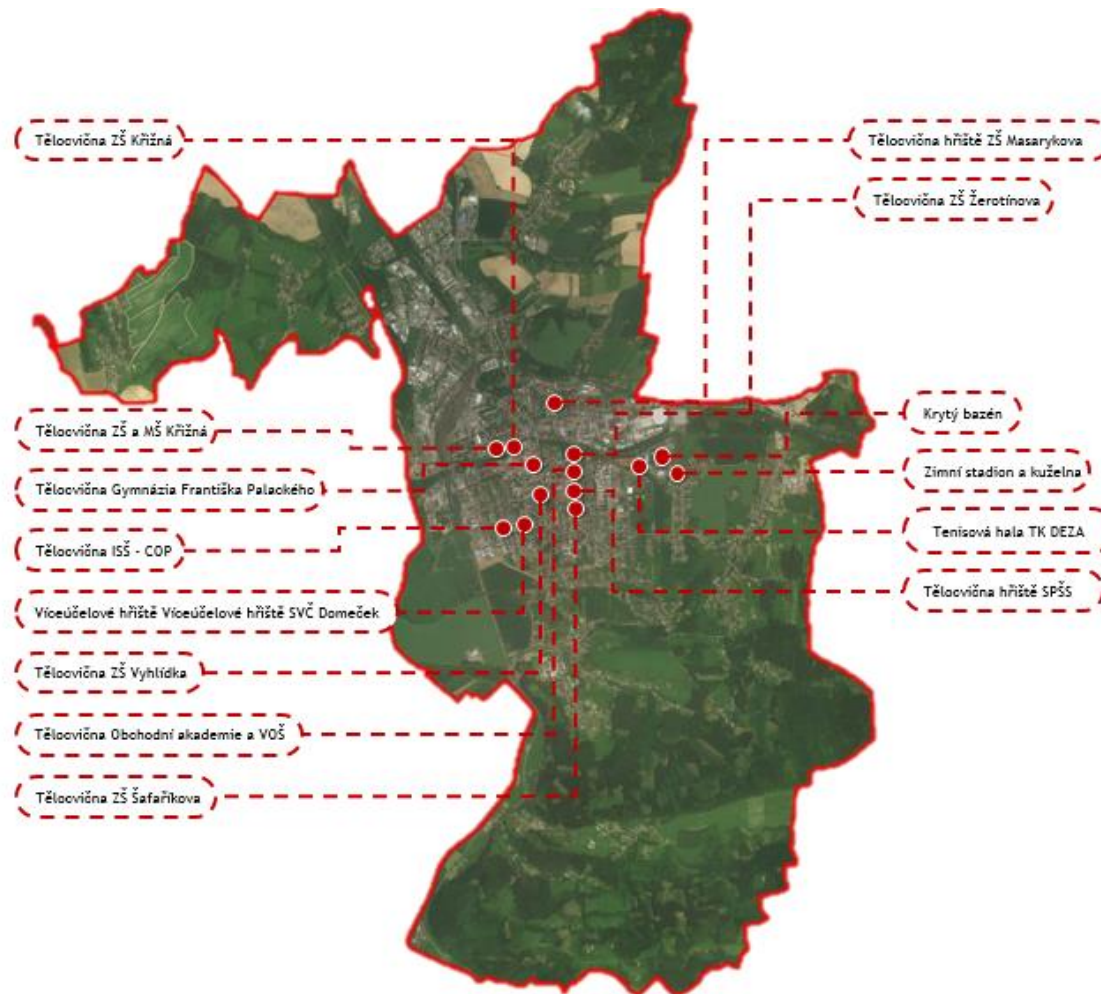 Tělocvična ZŠ Křižná
Tělocvična hřiště ZŠ Masarykova
Tělocvična ZŠ Žerotínova
Tělocvična ZŠ a MŠ Křižná
Krytý bazén
Tělocvična Gymnázia Františka Palackého
Zimní stadion a kuželna
Tělocvična ISŠ - COP
Tenisová hala TK DEZA
Tělocvična hřiště SPŠS
Víceúčelové hřiště Víceúčelové hřiště SVČ Domeček
Tělocvična ZŠ Vyhlídka
Tělocvična Obchodní akademie a VOŠ
Tělocvična ZŠ Šafaříkova